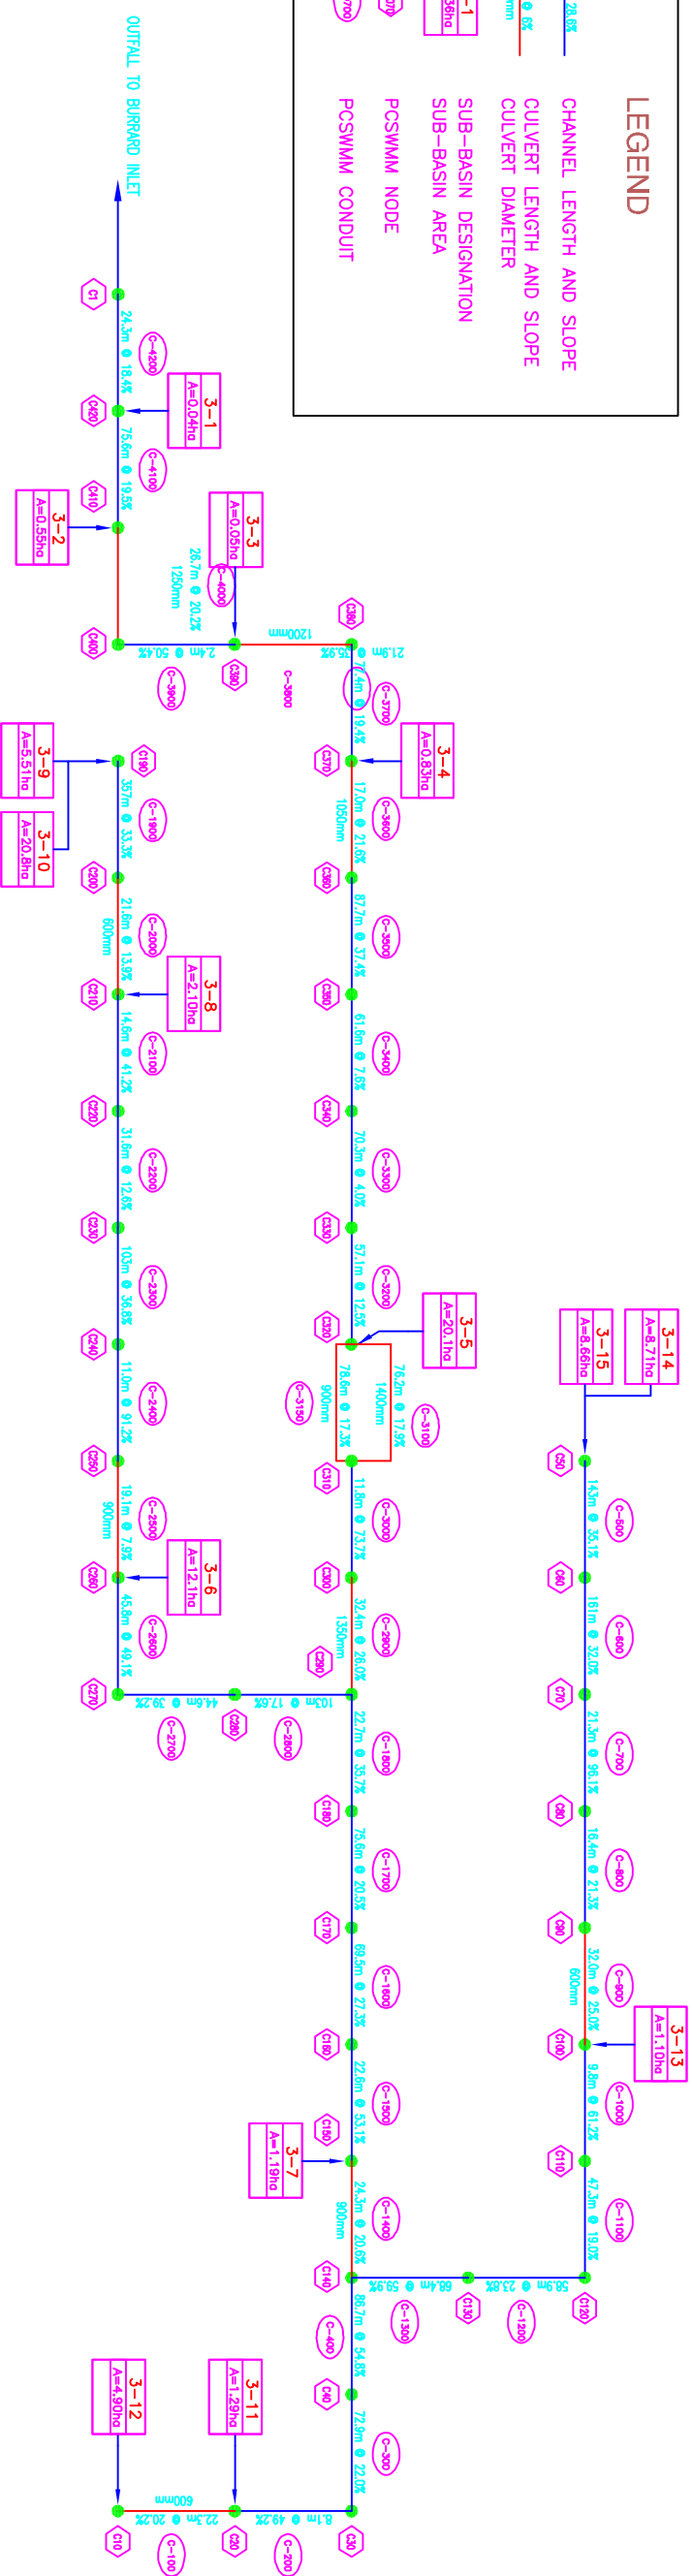 LEGEND
28.6%
CHANNEL LENGTH AND SLOPE
@ 6%
CULVERT LENGTH AND SLOPE
CULVERT DIAMETER
SUB-BASIN DESIGNATION
SUB-BASIN AREA
PCSWMM NODE
PCSWMM CONDUIT
OUTFALL TO BURRARD INLET
C1
24.3m @ 18.4%
C-4200
C420
3-1
A=0.04ha
75.6m @ 19.5%
C-4100
C410
3-2
A=0.55ha
C400
3-3
A=0.05ha
26.7m @ 20.2%
1250mm
C-4000
2.4m @ 50.4%
C-3900
C390
1200mm
21.9m @ 35.9%
C-3800
C380
77.4m @ 19.4%
C-3700
3-4
A=0.83ha
C370
17.0m @ 21.6%
1050mm
C-3600
C360
87.7m @ 37.4%
C-3500
C350
61.6m @ 7.6%
C-3400
C340
70.3m @ 4.0%
C-3300
C330
57.1m @ 12.5%
C-3200
C320
3-5
A=20.1ha
76.2m @ 17.9%
1400mm
C-3100
78.6m @ 17.3%
900mm
C-3150
C310
11.8m @ 73.7%
C-3000
C300
32.4m @ 26.0%
1350mm
C-2900
C290
22.7m @ 35.7%
C-1800
C180
75.6m @ 20.5%
C-1700
C170
69.5m @ 27.3%
C-1600
C160
22.6m @ 53.1%
C-1500
C150
3-7
A=1.19ha
24.3m @ 20.6%
900mm
C-1400
C140
86.7m @ 54.8%
C-400
C40
72.9m @ 22.0%
C-300
C30
3-9
A=5.51ha
3-10
A=20.8ha
C190
367m @ 33.3%
C-1900
C200
21.6m @ 13.9%
600mm
C-2000
3-8
A=2.10ha
C210
14.6m @ 41.2%
C-2100
C220
31.6m @ 12.6%
C-2200
C230
103m @ 36.8%
C-2300
C240
11.0m @ 91.2%
C-2400
C250
19.1m @ 7.9%
900mm
C-2500
3-6
A=12.1ha
C260
45.8m @ 49.1%
C-2600
C270
44.6m @ 39.2%
C-2700
C280
103m @ 17.6%
C-2800
3-14
A=8.71ha
3-15
A=8.66ha
C50
143m @ 35.1%
C-500
C60
161m @ 32.0%
C-600
C70
21.3m @ 96.1%
C-700
C80
16.4m @ 21.3%
C-800
C90
32.0m @ 25.0%
600mm
C-900
3-13
A=1.10ha
C100
9.8m @ 61.2%
C-1000
C110
47.3m @ 19.0%
C-1100
C120
58.9m @ 23.8%
C-1200
C130
68.4m @ 59.9%
C-1300
3-11
A=1.29ha
3-12
A=4.90ha
8.1m @ 49.2%
C-200
C20
600mm
22.3m @ 20.2%
C-100
C10